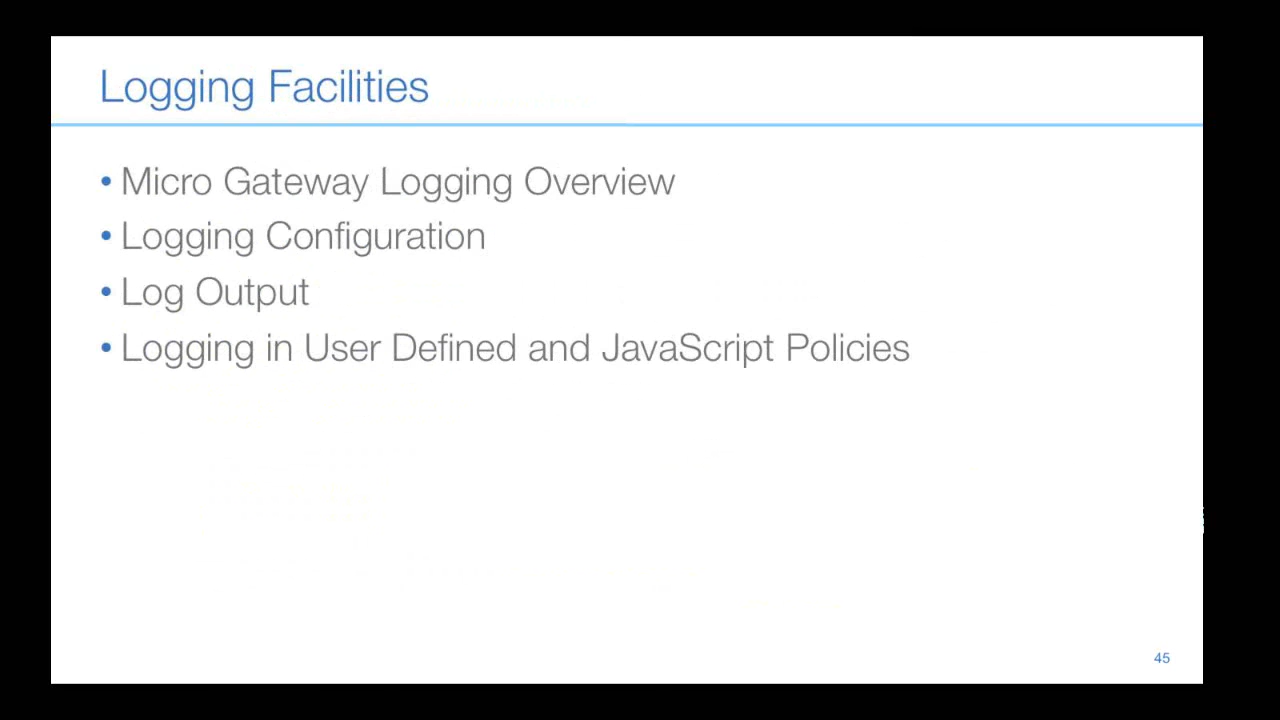 Logging Facilities
• Micro Gateway Logging Overview
• Logging Configuration
• Log Output
• Logging in User Defined and JavaScript Policies
45